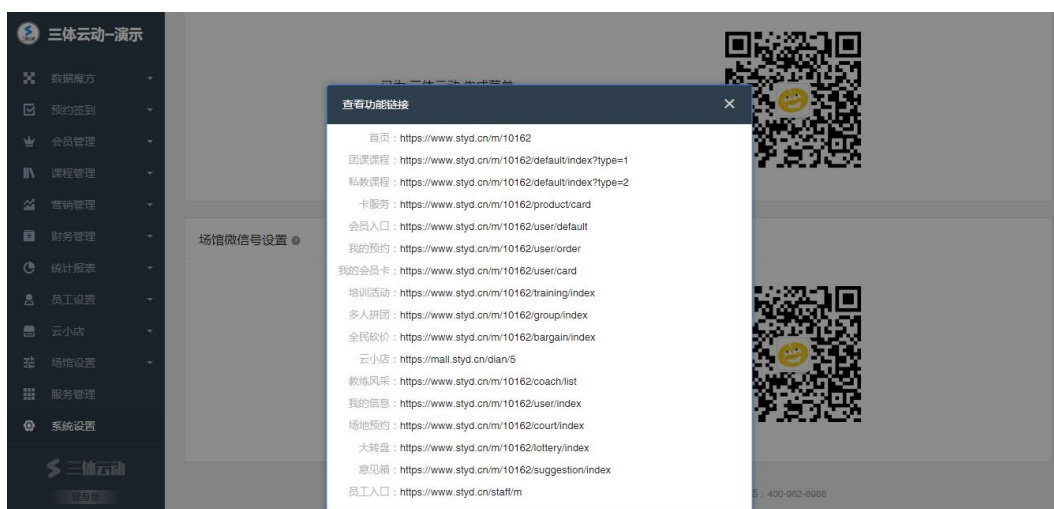 三体云动--演示
数据魔方
预约签到
会员管理
课程管理
营销管理
财务管理
统计报表
员工设置
云小店
场馆设置
服务管理
系统设置
三体云动
场馆微信号设置
查看功能链接
首页：https://www.styd.cn/m/10162
团课课程：https://www.styd.cn/m/10162/default/index?type=1
私教课程：https://www.styd.cn/m/10162/default/index?type=2
卡服务：https://www.styd.cn/m/10162/product/card
会员入口：https://www.styd.cn/m/10162/user/default
我的预约：https://www.styd.cn/m/10162/user/order
我的会员卡：https://www.styd.cn/m/10162/user/card
培训活动：https://www.styd.cn/m/10162/training/index
多人拼团：https://www.styd.cn/m/10162/group/index
全民砍价：https://www.styd.cn/m/10162/bargain/index
云小店：https://mall.styd.cn/dian/5
教练风采：https://www.styd.cn/m/10162/coach/list
我的信息：https://www.styd.cn/m/10162/user/index
场地预约：https://www.styd.cn/m/10162/court/index
大转盘：https://www.styd.cn/m/10162/lottery/index
意见箱：https://www.styd.cn/m/10162/suggestion/index
员工入口：https://www.styd.cn/staff/m
：400-962-8988